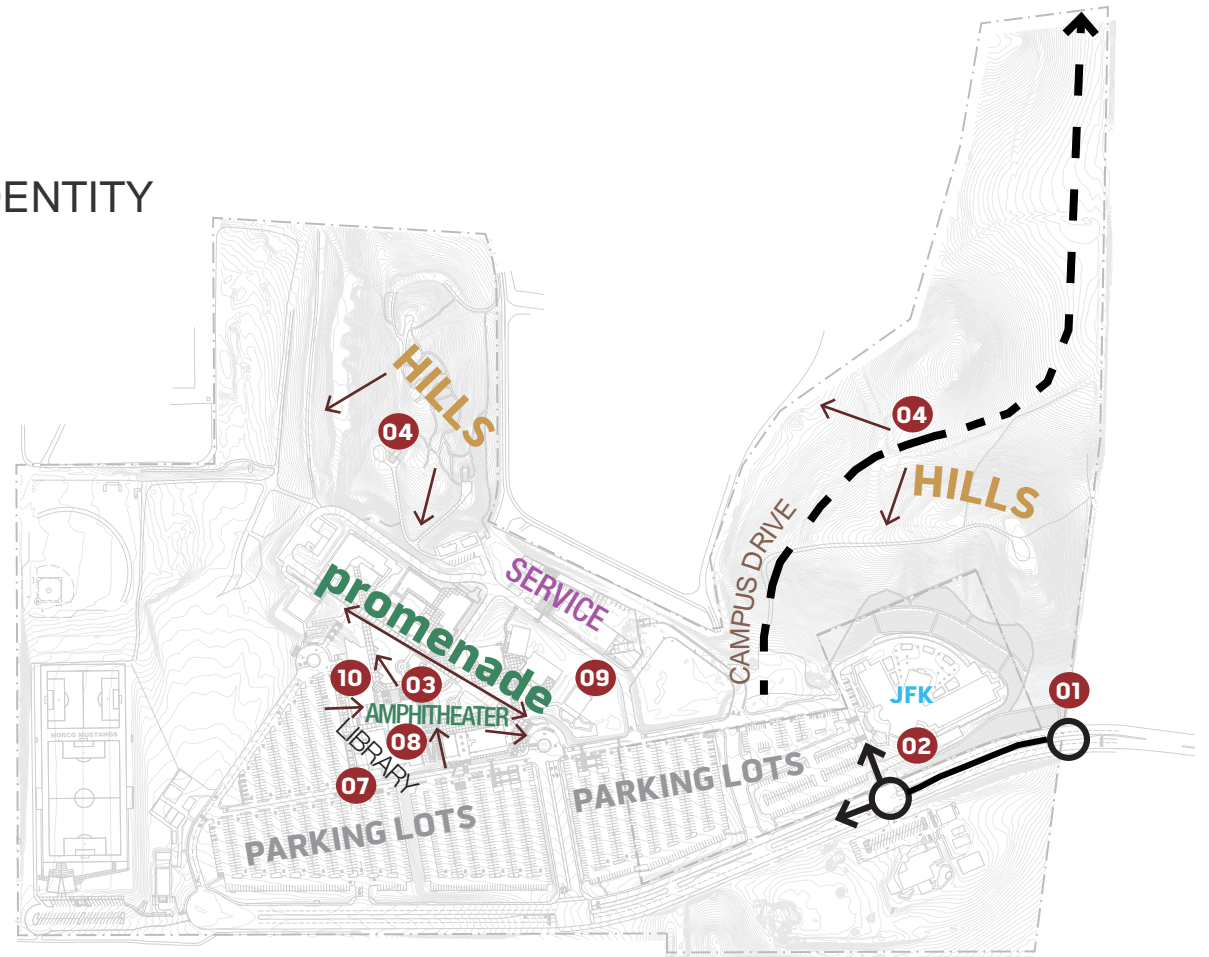 DENTITY
HILLS
04
04
HILLS
CAMPUS DRIVE
SERVICE
promenade
10
03
09
JFK
01
AMPHITHEATER
NORCO MUSTANGS
LIBRARY
08
02
07
PARKING LOTS
PARKING LOTS